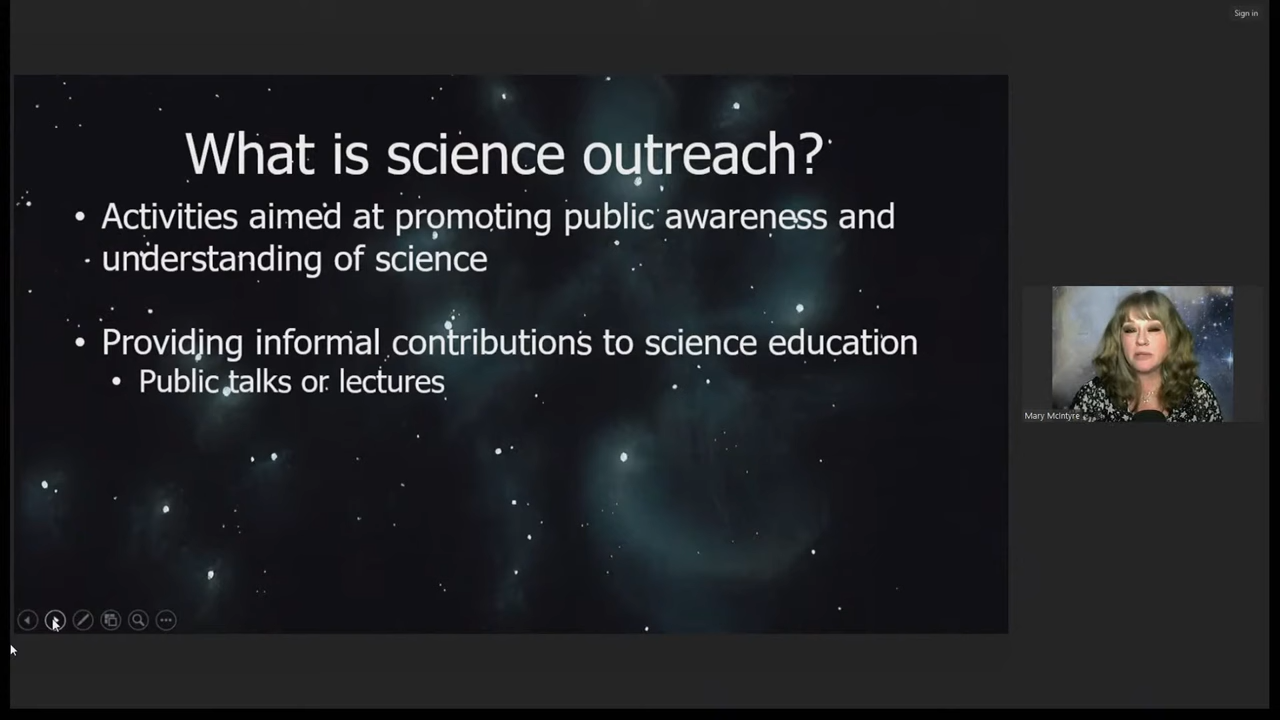 Sign in
What is science outreach?
• Activities aimed at promoting public awareness and
understanding of science
• Providing informal contributions to science education
• Public talks or lectures
Mary McIntyre